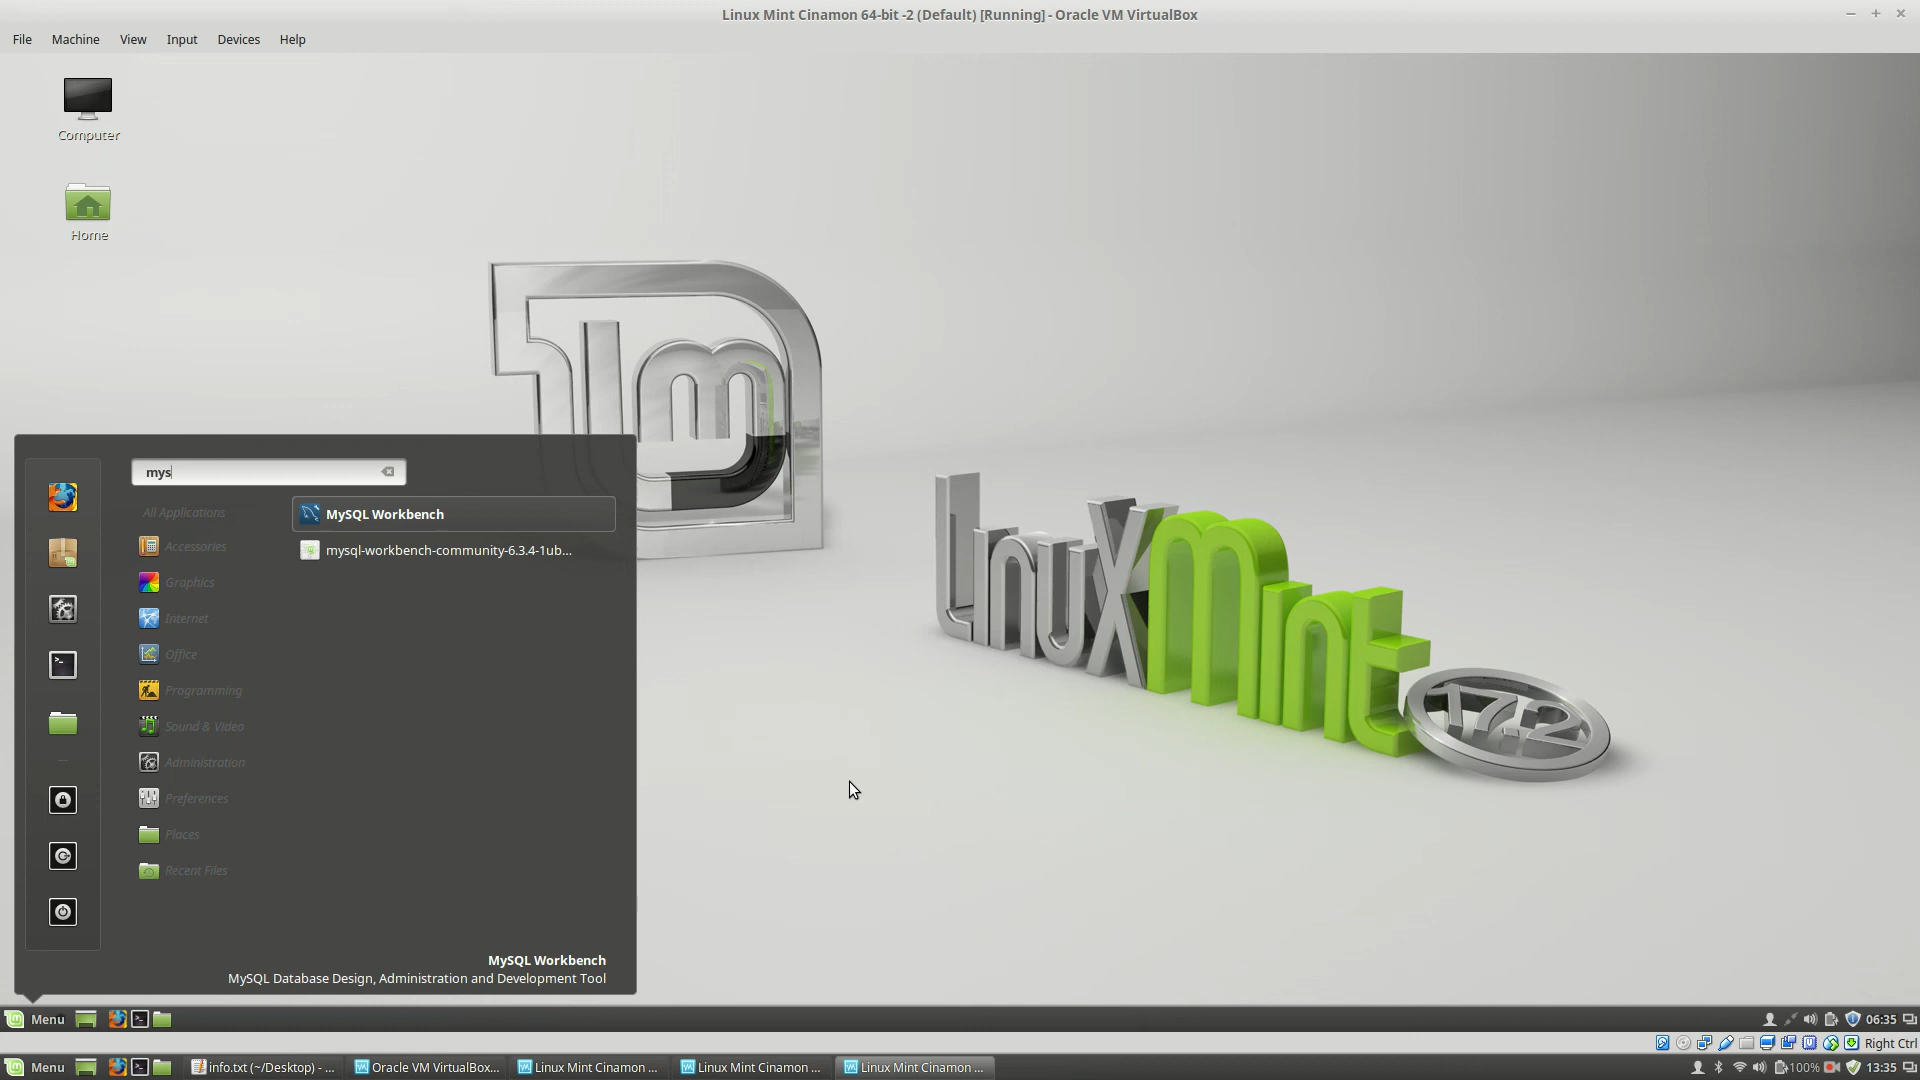 Linux Mint Cinamon 64-bit -2 (Default) [Running] - Oracle VM VirtualBox
File Machine View Input Devices Help
Computer
Home
mys
All Applications
MySQL Workbench
Accessories
mysql-workbench-community-6.3.4-1ub...
Graphics
Internet
Office
Programming
Sound & Video
Administration
Preferences
Places
Recent Files
MySQL Workbench
MySQL Database Design, Administration and Development Tool
LinuxMint
17.2
Menu 06:35
Right Ctrl
Menu info.txt (~/Desktop) - ... Oracle VM VirtualBox... Linux Mint Cinamon ... Linux Mint Cinamon ... Linux Mint Cinamon ... 100% 13:35